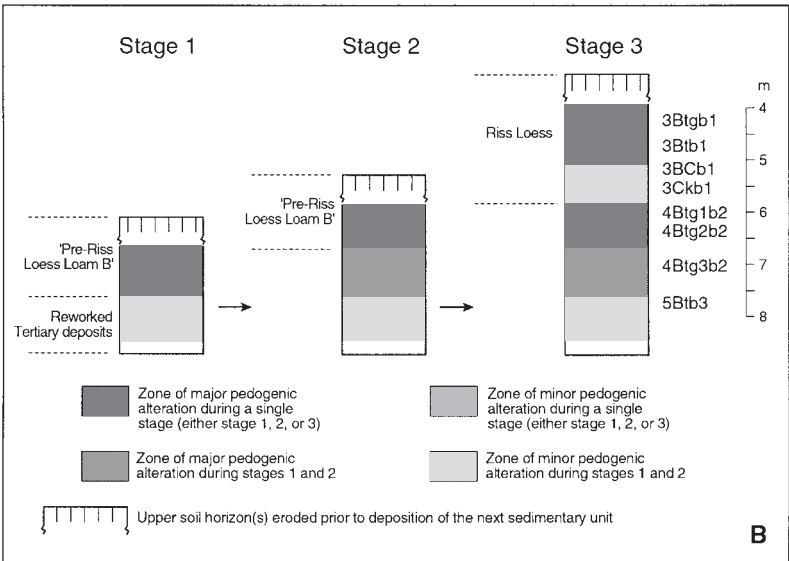 Stage 1
Stage 2
Stage 3
m
4
5
6
7
8
Riss Loess
'Pre-Riss
Loess Loam B'
'Pre-Riss
Loess Loam B'
Reworked
Tertiary deposits
3Btgb1
3Btb1
3BCb1
3Ckb1
4Btg1b2
4Btg2b2
4Btg3b2
5Btb3
Zone of major pedogenic
alteration during a single
stage (either stage 1, 2, or 3)
Zone of minor pedogenic
alteration during a single
stage (either stage 1, 2, or 3)
Zone of major pedogenic
alteration during stages 1 and 2
Zone of minor pedogenic
alteration during stages 1 and 2
Upper soil horizon(s) eroded prior to deposition of the next sedimentary unit
B